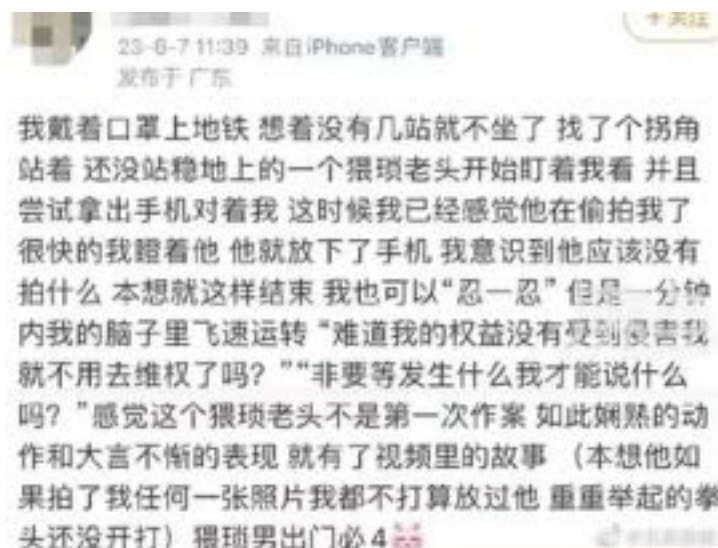 +关注
23-6-7 11:39 来自iPhone客户端
发布于 广东
我戴着口罩上地铁 想着没有几站就不坐了 找了个拐角
站着 还没站稳地上的一个猥琐老头开始盯着我看 并且
尝试拿出手机对着我 这时候我已经感觉他在偷拍我了
很快的我瞪着他 他就放下了手机 我意识到他应该没有
拍什么 本想就这样结束 我也可以“忍一忍” 但是一分钟
内我的脑子里飞速运转 “难道我的权益没有受到侵害我
就不用去维权了吗？”“非要等发生什么我才能说什么
吗？”感觉这个猥琐老头不是第一次作案 如此娴熟的动
作和大言不惭的表现 就有了视频里的故事 （本想他如
果拍了我任何一张照片我都不打算放过他 重重举起的拳
头还没开打）猥琐男出门必4